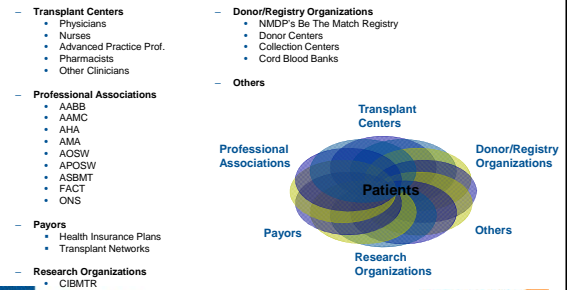 – Transplant Centers
• Physicians
• Nurses
• Advanced Practice Prof.
• Pharmacists
• Other Clinicians
– Professional Associations
• AABB
• AAMC
• AHA
• AMA
• AOSW
• APOSW
• ASBMT
• FACT
• ONS
– Payors
▪ Health Insurance Plans
▪ Transplant Networks
– Research Organizations
• CIBMTR
– Donor/Registry Organizations
• NMDP's Be The Match Registry
• Donor Centers
• Collection Centers
• Cord Blood Banks
– Others
Transplant
Centers
Professional
Associations
Donor/Registry
Organizations
Patients
Payors
Others
Research
Organizations